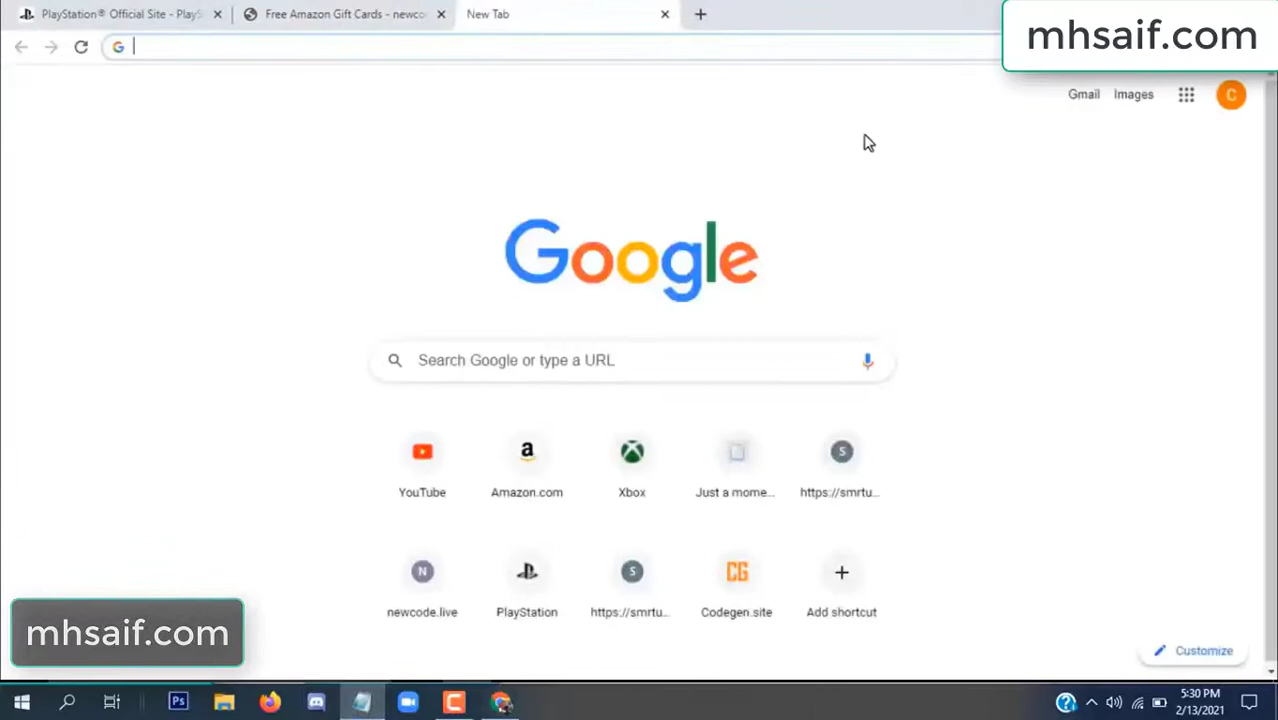 PlayStation® Official Site - PlayS
Free Amazon Gift Cards - newco
New Tab
mhsaif.com
Gmail
Images
C
Google
Search Google or type a URL
YouTube
Amazon.com
Xbox
Just a mome...
https://smrtu...
newcode.live
PlayStation
https://smrtu...
Codegen.site
Add shortcut
a
S
N
S
CG
mhsaif.com
Customize
Ps
5:30 PM
2/13/2021